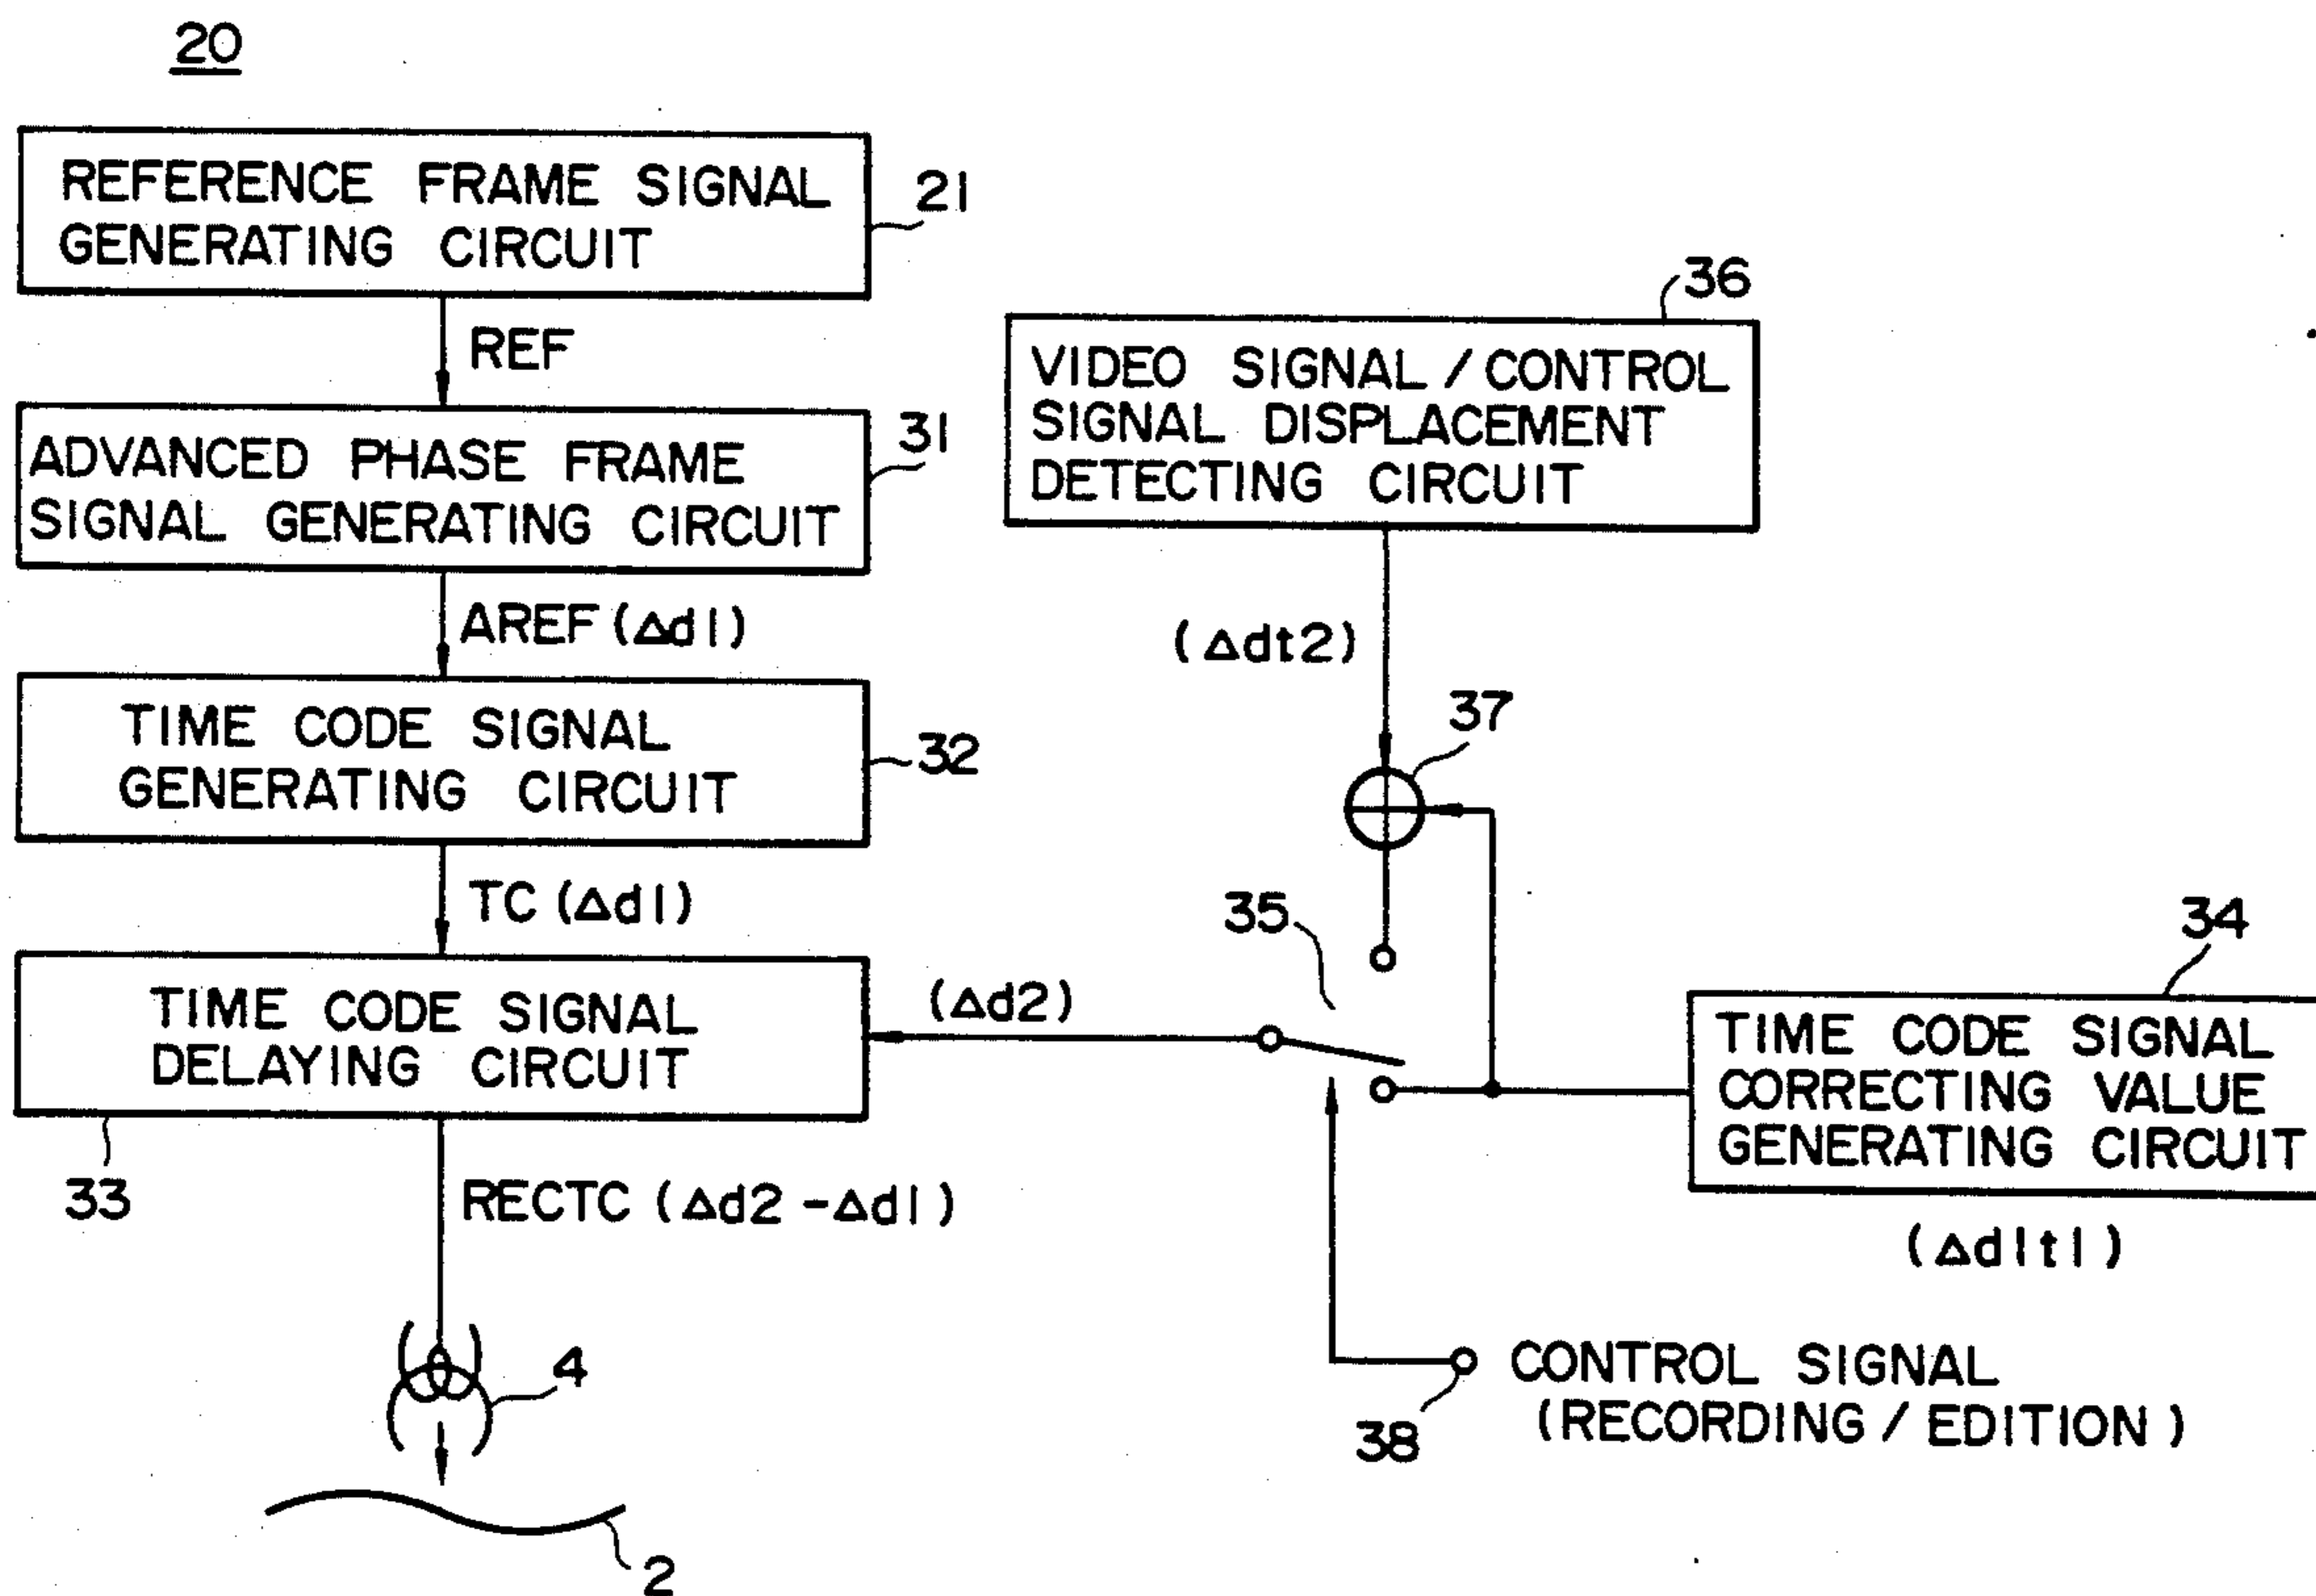 20
REFERENCE FRAME SIGNAL
GENERATING CIRCUIT
21
REF
ADVANCED PHASE FRAME
SIGNAL GENERATING CIRCUIT
31
AREF (Δd1)
TIME CODE SIGNAL
GENERATING CIRCUIT
32
TC (Δd1)
TIME CODE SIGNAL
DELAYING CIRCUIT
33
RECTC (Δd2 -Δd1)
4
2
36
VIDEO SIGNAL / CONTROL
SIGNAL DISPLACEMENT
DETECTING CIRCUIT
(Δdt2)
37
35
(Δd2)
34
TIME CODE SIGNAL
CORRECTING VALUE
GENERATING CIRCUIT
(Δd1t1)
38
CONTROL SIGNAL
(RECORDING / EDITION)